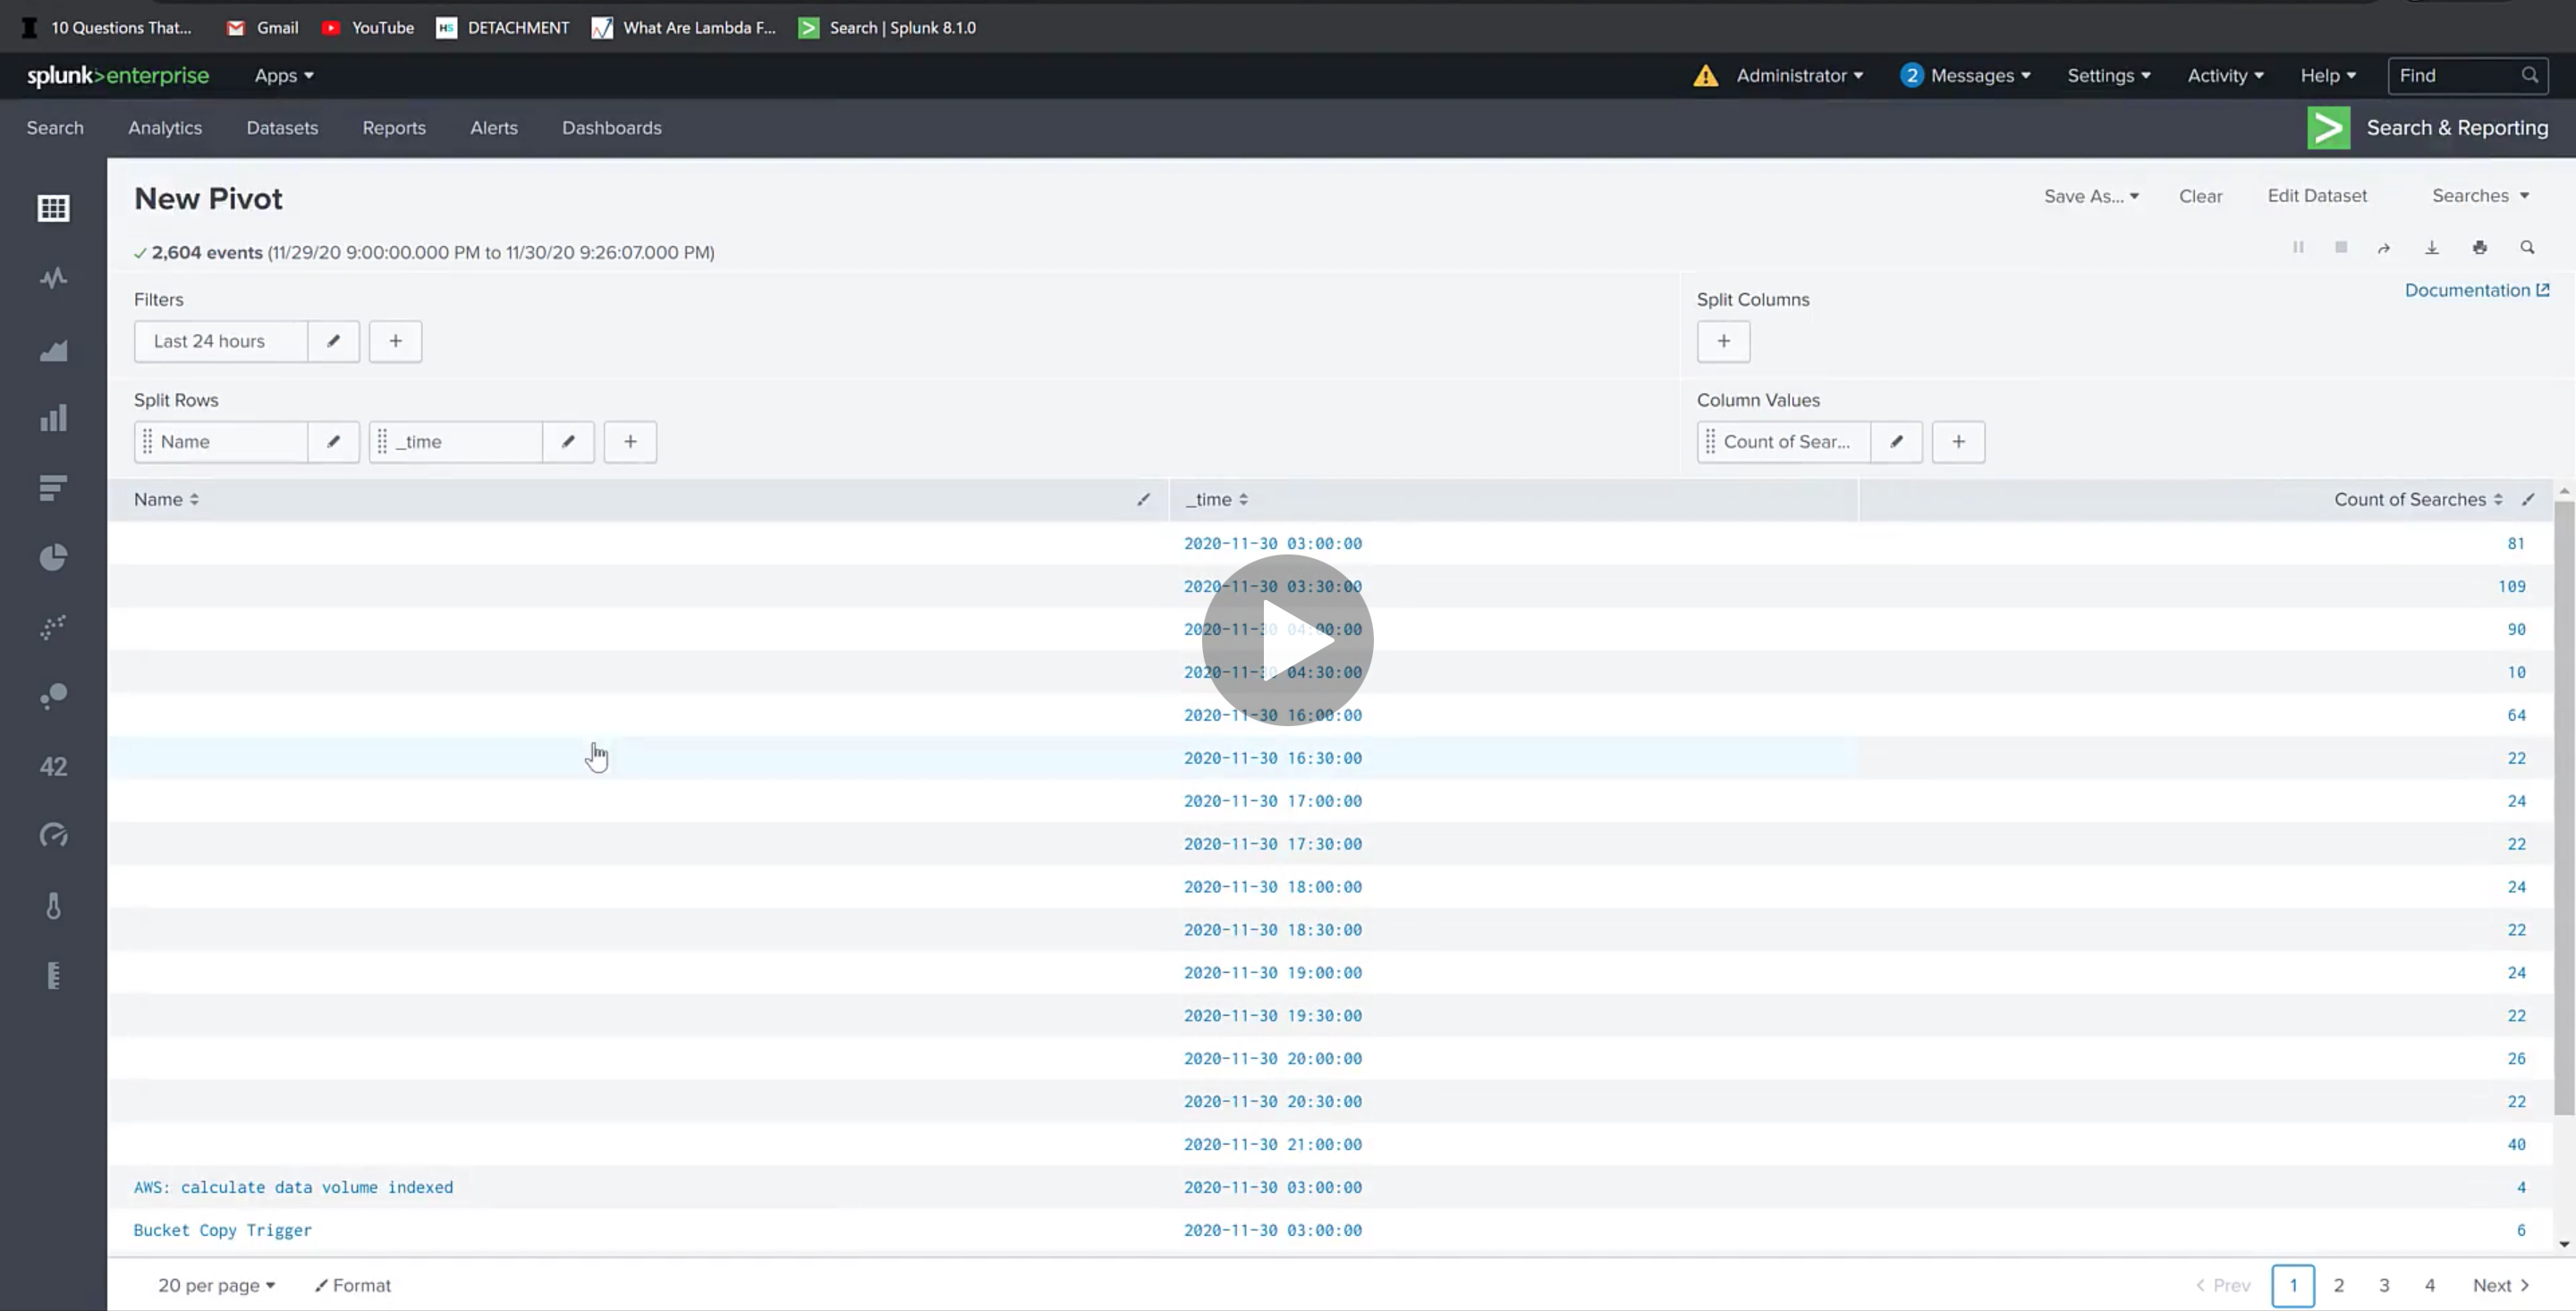 10 Questions That... Gmail YouTube HS DETACHMENT What Are Lambda F... Search | Splunk 8.1.0
splunk>enterprise Apps Administrator 2 Messages Settings Activity Help Find
Search Analytics Datasets Reports Alerts Dashboards Search & Reporting
New Pivot Save As... Clear Edit Dataset Searches
✓ 2,604 events (11/29/20 9:00:00.000 PM to 11/30/20 9:26:07.000 PM)
Filters Split Columns Documentation
Last 24 hours + +
Split Rows Column Values
Name _time + Count of Sear... +
Name _time Count of Searches
2020-11-30 03:00:00 81
2020-11-30 03:30:00 109
2020-11-30 04:00:00 90
2020-11-30 04:30:00 10
2020-11-30 16:00:00 64
2020-11-30 16:30:00 22
2020-11-30 17:00:00 24
2020-11-30 17:30:00 22
2020-11-30 18:00:00 24
2020-11-30 18:30:00 22
2020-11-30 19:00:00 24
2020-11-30 19:30:00 22
2020-11-30 20:00:00 26
2020-11-30 20:30:00 22
2020-11-30 21:00:00 40
AWS: calculate data volume indexed 2020-11-30 03:00:00 4
Bucket Copy Trigger 2020-11-30 03:00:00 6
42
20 per page Format < Prev 1 2 3 4 Next >